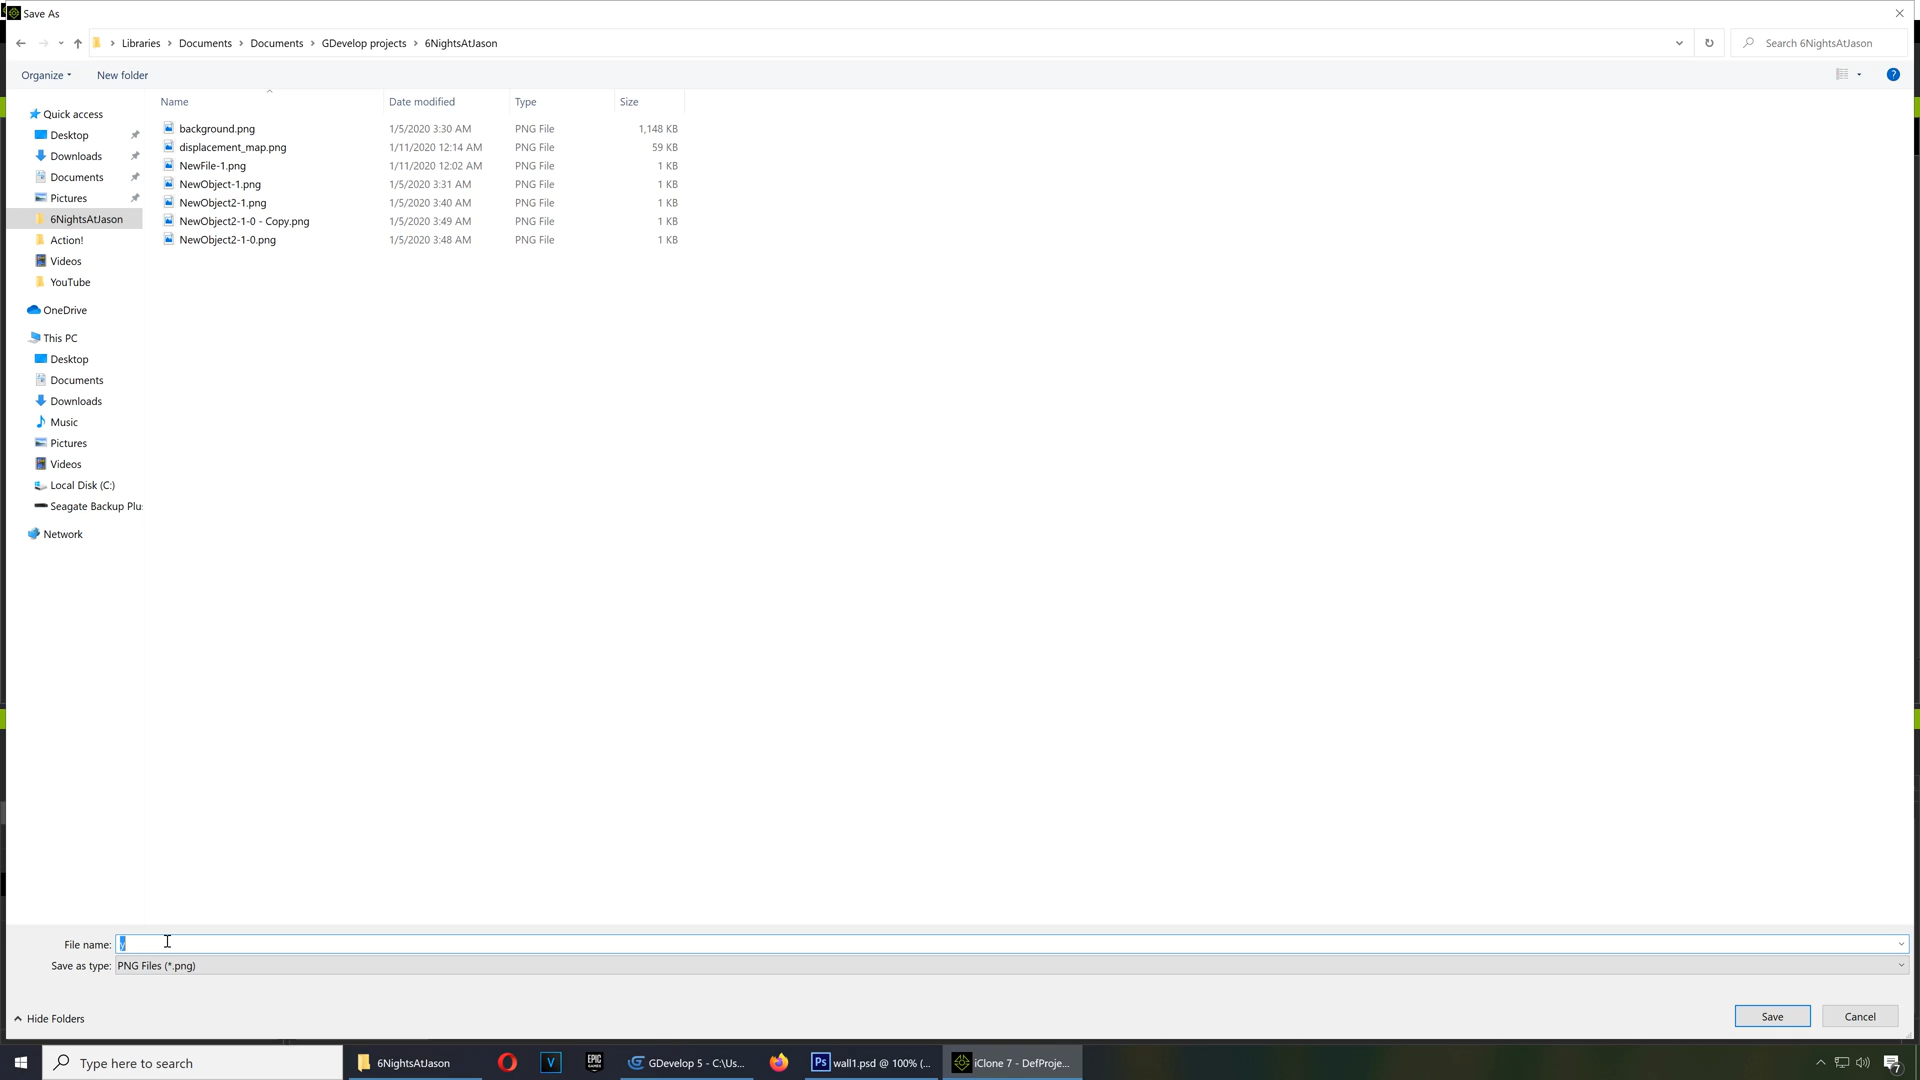 Save As
Libraries › Documents › Documents › GDevelop projects › 6NightsAtJason
Search 6NightsAtJason
Organize
New folder
Name
Date modified
Type
Size
Quick access
Desktop
Downloads
Documents
Pictures
6NightsAtJason
Action!
Videos
YouTube
OneDrive
This PC
Desktop
Documents
Downloads
Music
Pictures
Videos
Local Disk (C:)
Seagate Backup Plu
Network
background.png 1/5/2020 3:30 AM PNG File 1,148 KB
displacement_map.png 1/11/2020 12:14 AM PNG File 59 KB
NewFile-1.png 1/11/2020 12:02 AM PNG File 1 KB
NewObject-1.png 1/5/2020 3:31 AM PNG File 1 KB
NewObject2-1.png 1/5/2020 3:40 AM PNG File 1 KB
NewObject2-1-0 - Copy.png 1/5/2020 3:49 AM PNG File 1 KB
NewObject2-1-0.png 1/5/2020 3:48 AM PNG File 1 KB
File name:
Save as type: PNG Files (*.png)
Hide Folders
Save
Cancel
Type here to search
6NightsAtJason
V
EPIC GAMES
GDevelop 5 - C:\Us...
Ps
wall1.psd @ 100% (...
iClone 7 - DefProje...
7